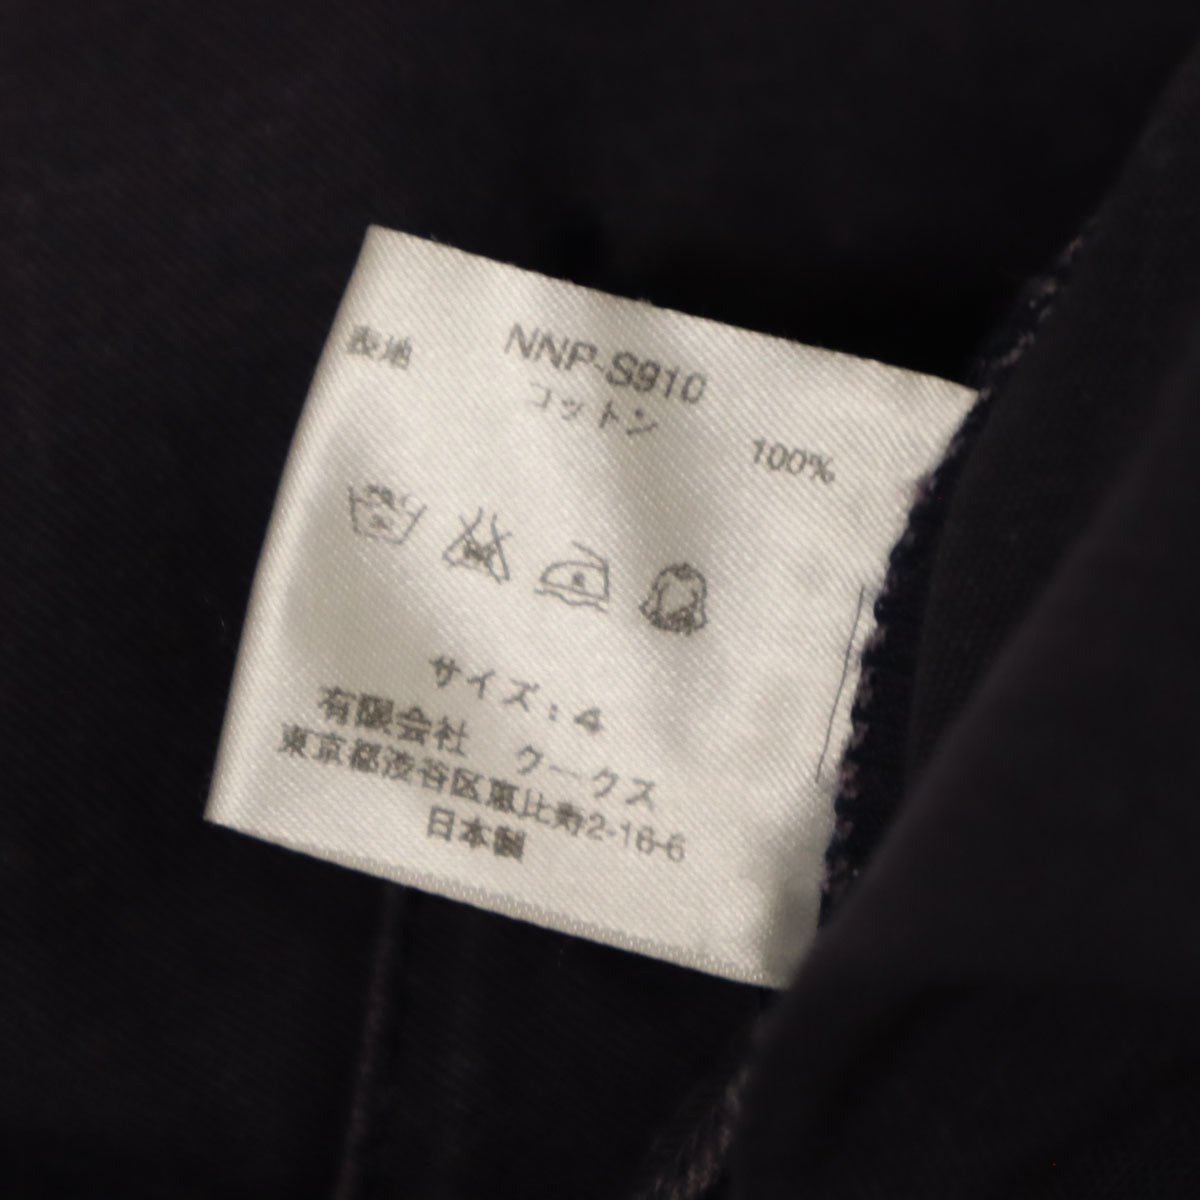 NNP-S910
表地 コットン 100%
サイズ：4
有限会社 クークス
東京都渋谷区恵比寿2-16-6
日本製